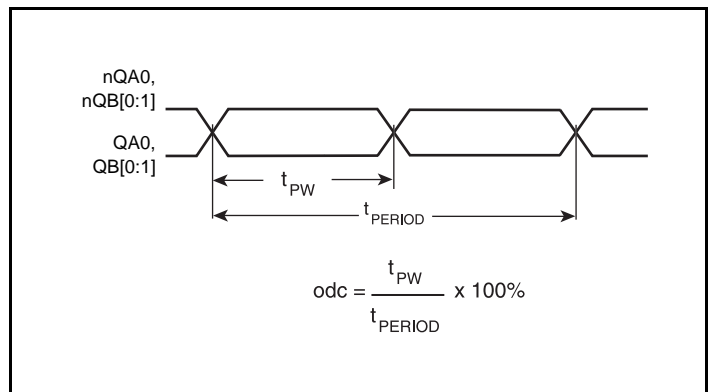 nQA0,
nQB[0:1]
QA0,
QB[0:1]
tPW
tPERIOD
odc = tPW / tPERIOD x 100%